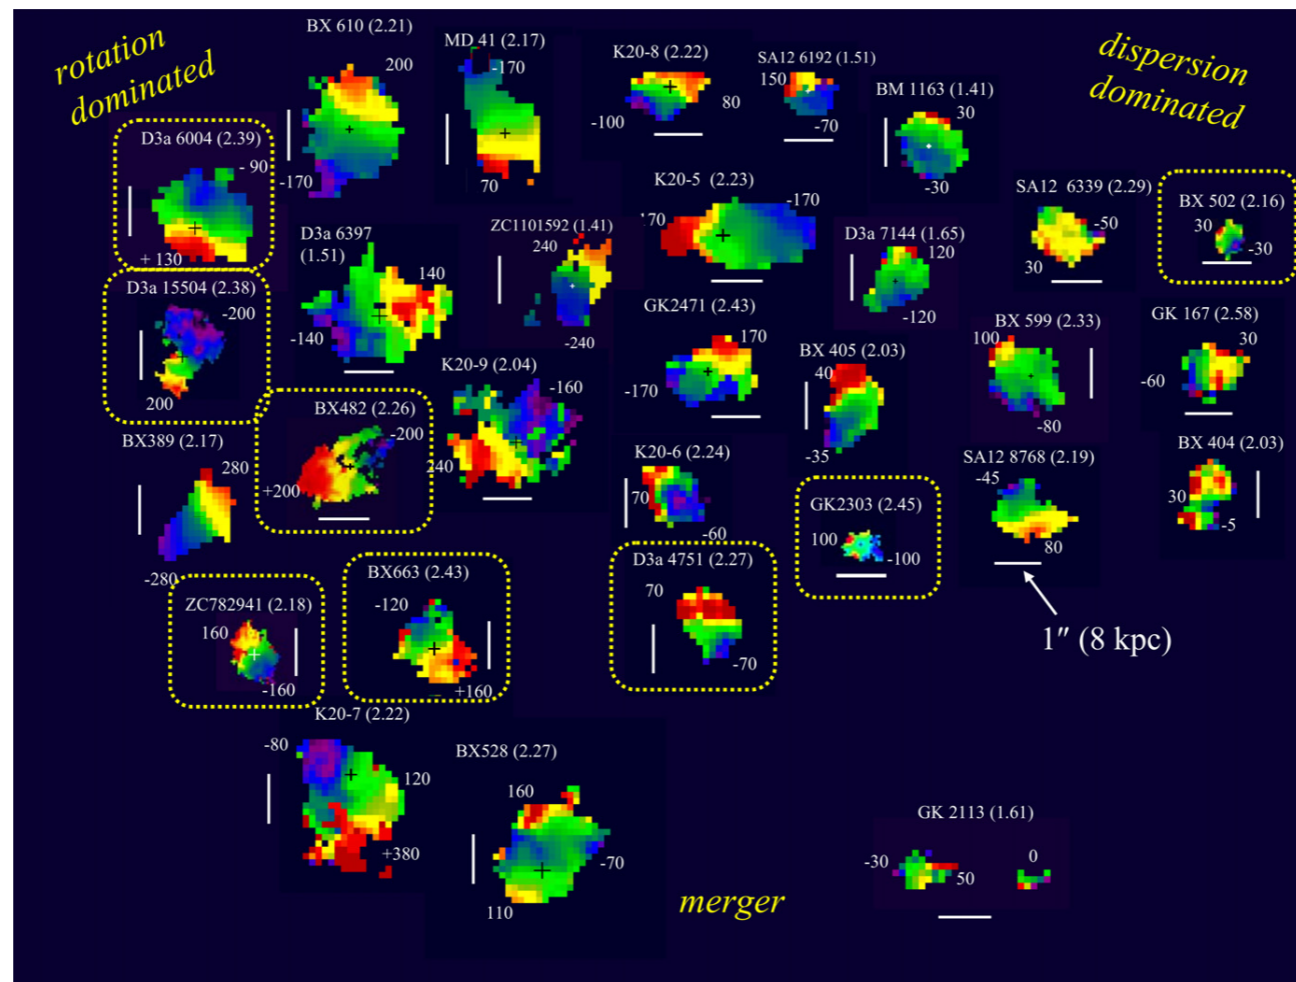 rotation
dominated
dispersion
dominated
BX 610 (2.21)
200
-170
MD 41 (2.17)
-170
70
K20-8 (2.22)
80
-100
SA12 6192 (1.51)
150
-70
BM 1163 (1.41)
30
-30
D3a 6004 (2.39)
- 90
+ 130
K20-5 (2.23)
-170
170
SA12 6339 (2.29)
-50
30
BX 502 (2.16)
30
-30
D3a 6397
(1.51)
140
-140
ZC1101592 (1.41)
240
-240
D3a 7144 (1.65)
120
-120
D3a 15504 (2.38)
-200
200
GK2471 (2.43)
170
-170
BX 405 (2.03)
40
-35
BX 599 (2.33)
100
-80
GK 167 (2.58)
30
-60
BX482 (2.26)
-200
+200
K20-9 (2.04)
-160
240
BX389 (2.17)
280
-280
K20-6 (2.24)
70
-60
GK2303 (2.45)
100
-100
SA12 8768 (2.19)
-45
80
BX 404 (2.03)
30
-5
ZC782941 (2.18)
160
-160
BX663 (2.43)
-120
+160
D3a 4751 (2.27)
70
-70
1″ (8 kpc)
K20-7 (2.22)
-80
120
+380
BX528 (2.27)
160
-70
110
merger
GK 2113 (1.61)
-30
50
0